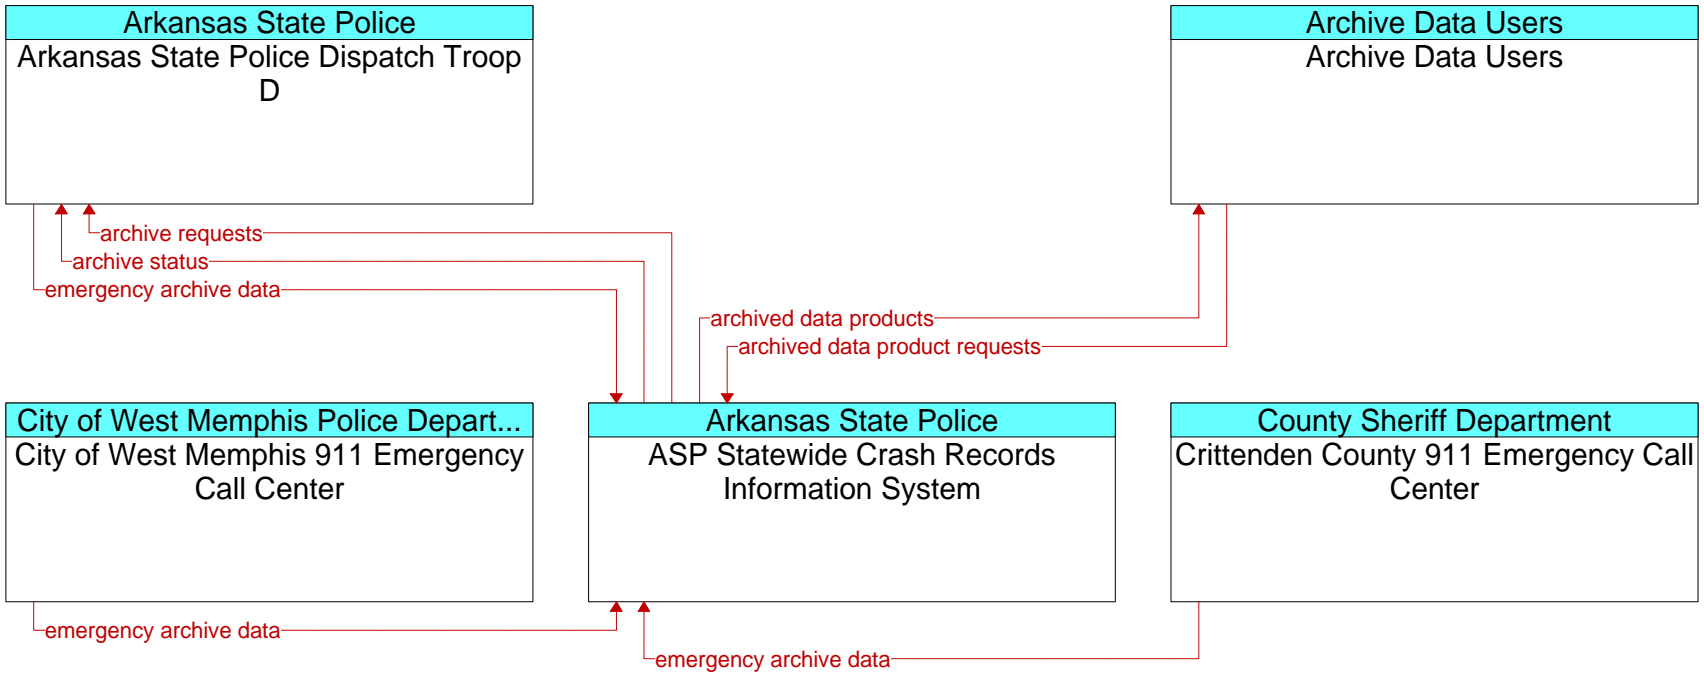 Arkansas State Police
Arkansas State Police Dispatch Troop
D
Archive Data Users
Archive Data Users
archive requests
archive status
emergency archive data
archived data products
archived data product requests
City of West Memphis Police Depart...
City of West Memphis 911 Emergency
Call Center
Arkansas State Police
ASP Statewide Crash Records
Information System
County Sheriff Department
Crittenden County 911 Emergency Call
Center
emergency archive data
emergency archive data